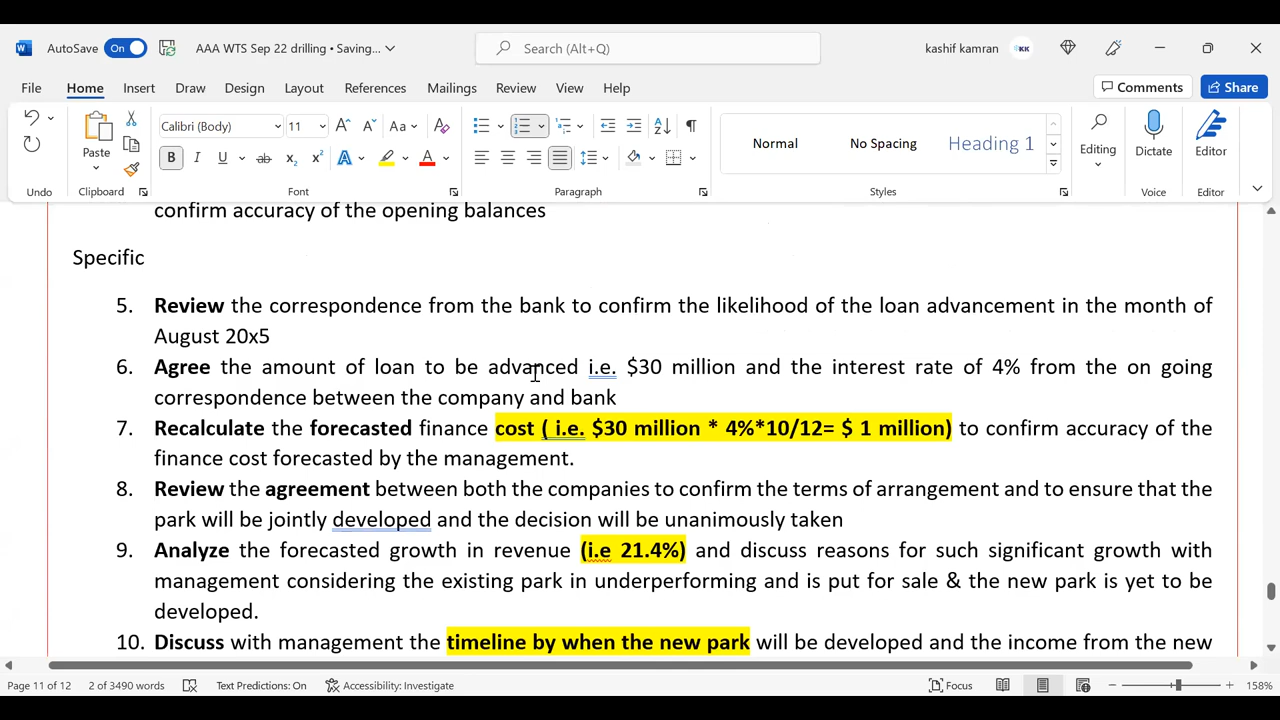 AutoSave On AAA WTS Sep 22 drilling • Saving... Search (Alt+Q) kashif kamran KK
File Home Insert Draw Design Layout References Mailings Review View Help Comments Share
Calibri (Body) 11 Aa
Paste Normal No Spacing Heading 1 Editing Dictate Editor
B I U ab x₂ x² A A
Undo Clipboard Font Paragraph Styles Voice Editor
confirm accuracy of the opening balances
Specific
5. Review the correspondence from the bank to confirm the likelihood of the loan advancement in the month of
August 20x5
6. Agree the amount of loan to be advanced i.e. $30 million and the interest rate of 4% from the on going
correspondence between the company and bank
7. Recalculate the forecasted finance cost ( i.e. $30 million * 4%*10/12= $ 1 million) to confirm accuracy of the
finance cost forecasted by the management.
8. Review the agreement between both the companies to confirm the terms of arrangement and to ensure that the
park will be jointly developed and the decision will be unanimously taken
9. Analyze the forecasted growth in revenue (i.e 21.4%) and discuss reasons for such significant growth with
management considering the existing park in underperforming and is put for sale & the new park is yet to be
developed.
10. Discuss with management the timeline by when the new park will be developed and the income from the new
Page 11 of 12 2 of 3490 words Text Predictions: On Accessibility: Investigate Focus 158%